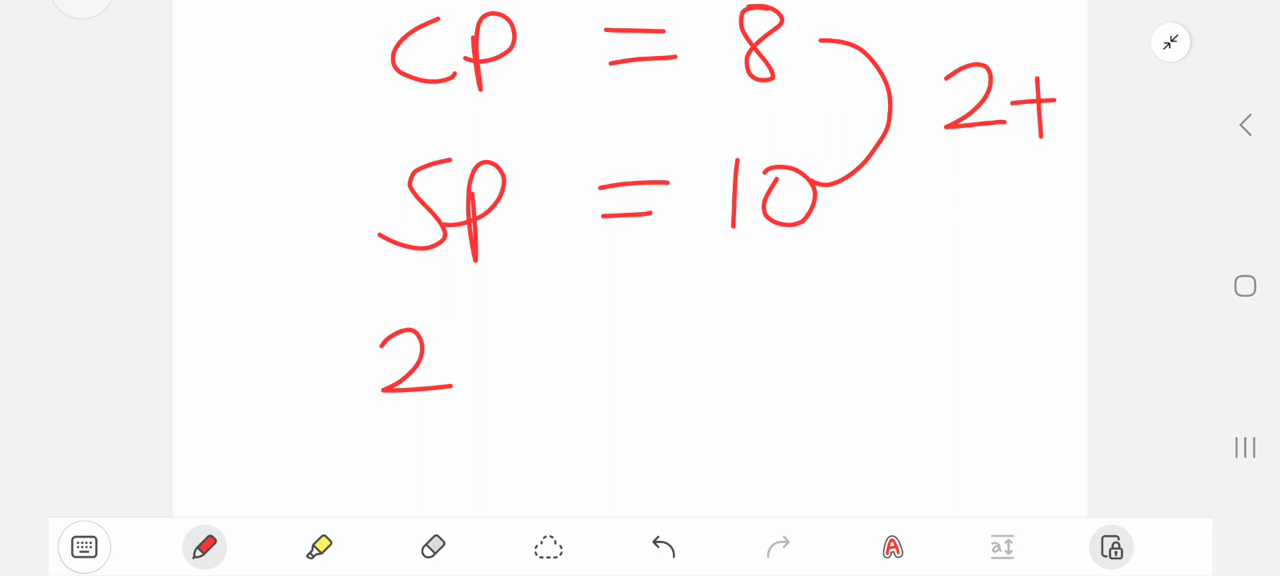 CP = 8
2+
SP = 10
2